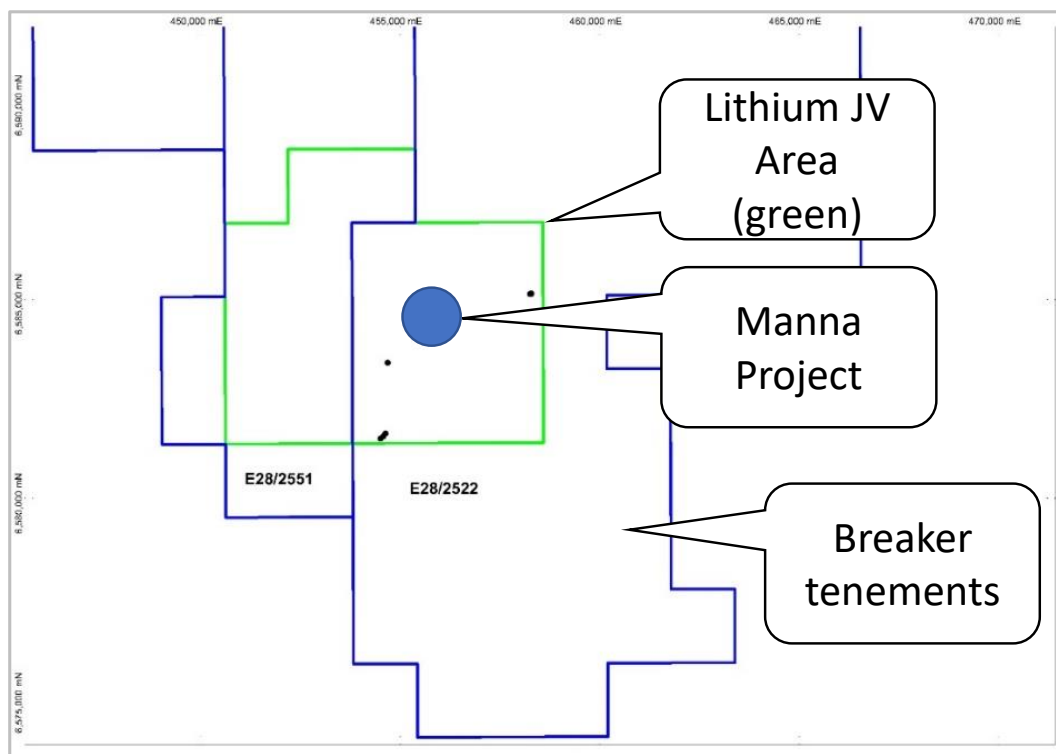 450,000 mE
455,000 mE
460,000 mE
465,000 mE
470,000 mE
6,590,000 mN
6,585,000 mN
6,580,000 mN
6,575,000 mN
Lithium JV
Area
(green)
Manna
Project
E28/2551
E28/2522
Breaker
tenements